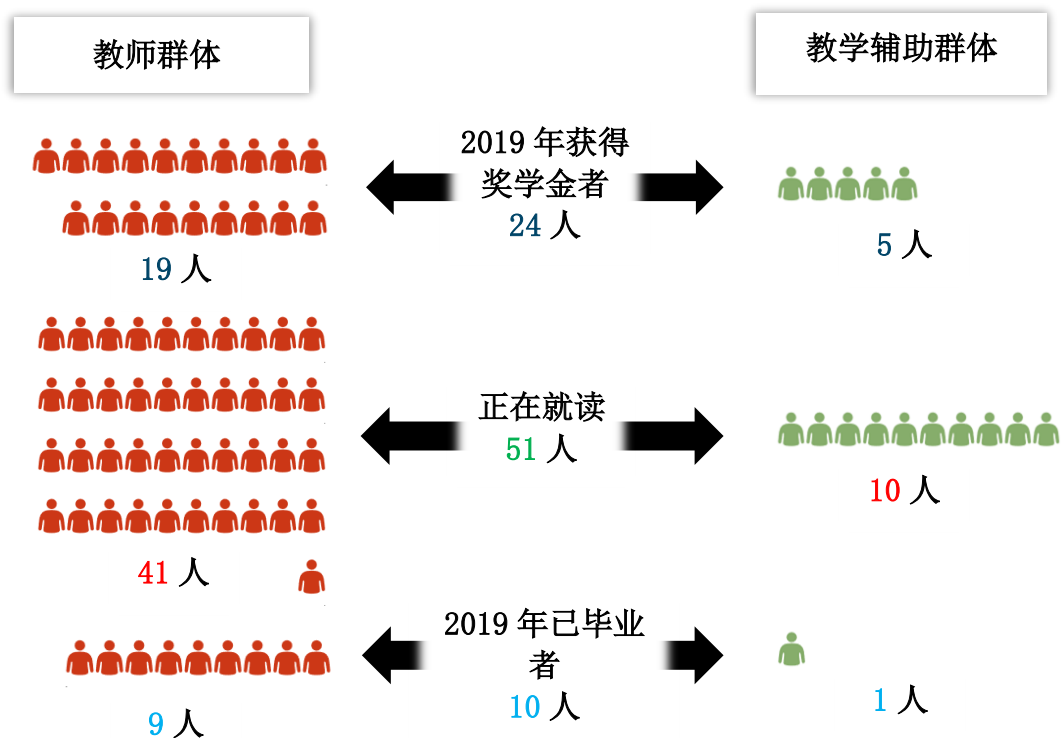 教师群体
教学辅助群体
2019 年获得
奖学金者
24 人
19 人
5 人
正在就读
51 人
41 人
10 人
2019 年已毕业
者
10 人
9 人
1 人